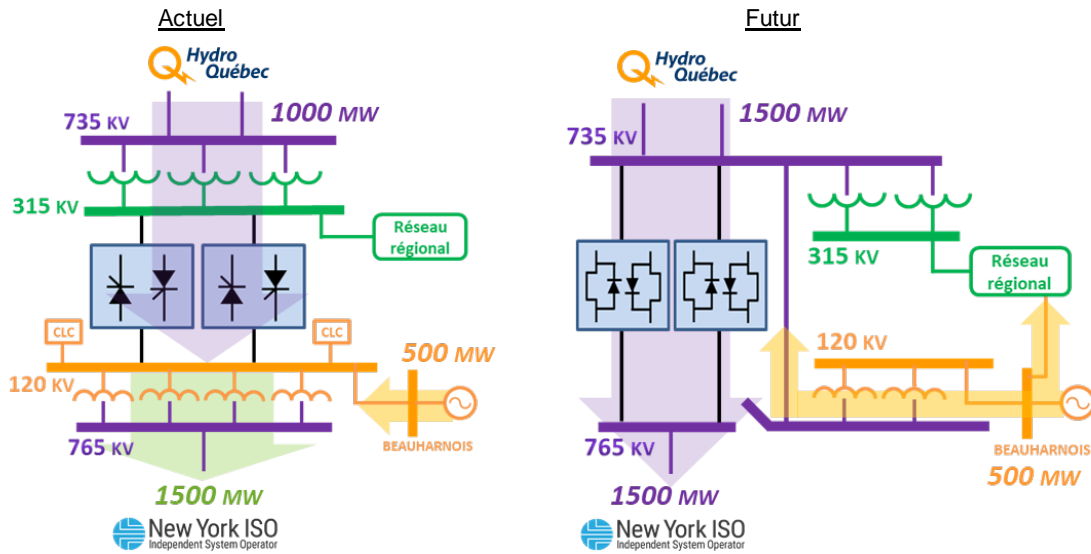 Actuel
Hydro
Québec
1000 MW
735 KV
315 KV
Réseau
régional
CLC
CLC
500 MW
120 KV
BEAUHARNOIS
765 KV
1500 MW
New York ISO
Independent System Operator
Futur
Hydro
Québec
1500 MW
735 KV
315 KV
Réseau
régional
120 KV
765 KV
BEAUHARNOIS
500 MW
1500 MW
New York ISO
Independent System Operator